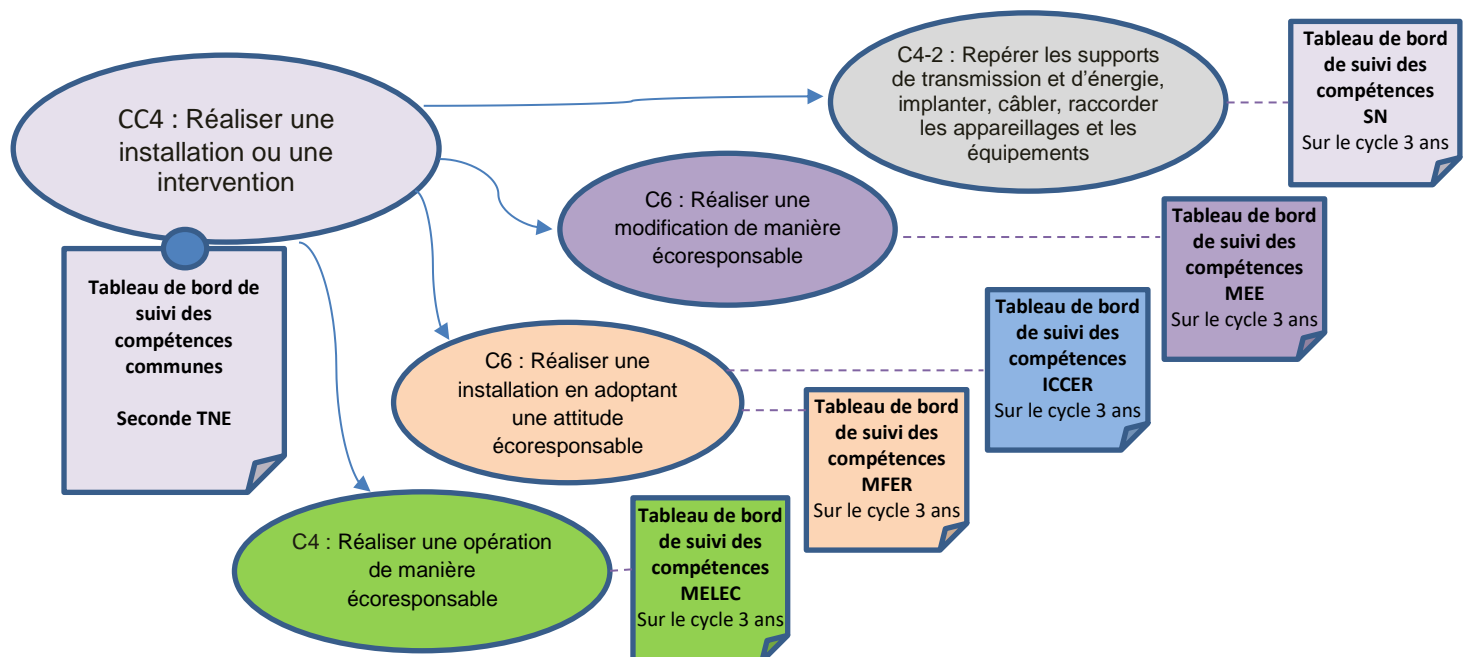 CC4 : Réaliser une
installation ou une
intervention
Tableau de bord de
suivi des
compétences
communes
Seconde TNE
C4-2 : Repérer les supports
de transmission et d’énergie,
implanter, câbler, raccorder
les appareillages et les
équipements
Tableau de bord
de suivi des
compétences
SN
Sur le cycle 3 ans
C6 : Réaliser une
modification de manière
écoresponsable
Tableau de bord
de suivi des
compétences
MEE
Sur le cycle 3 ans
C6 : Réaliser une
installation en adoptant
une attitude
écoresponsable
Tableau de bord
de suivi des
compétences
ICCER
Sur le cycle 3 ans
Tableau de bord
de suivi des
compétences
MFER
Sur le cycle 3 ans
C4 : Réaliser une opération
de manière
écoresponsable
Tableau de bord
de suivi des
compétences
MELEC
Sur le cycle 3 ans